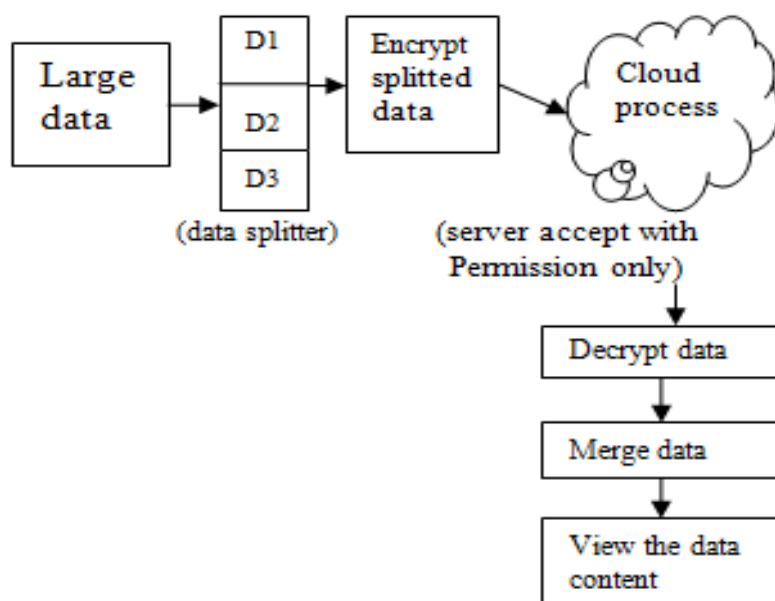 Large
data
D1
D2
D3
(data splitter)
Encrypt
splitted
data
Cloud
process
(server accept with
Permission only)
Decrypt data
Merge data
View the data
content